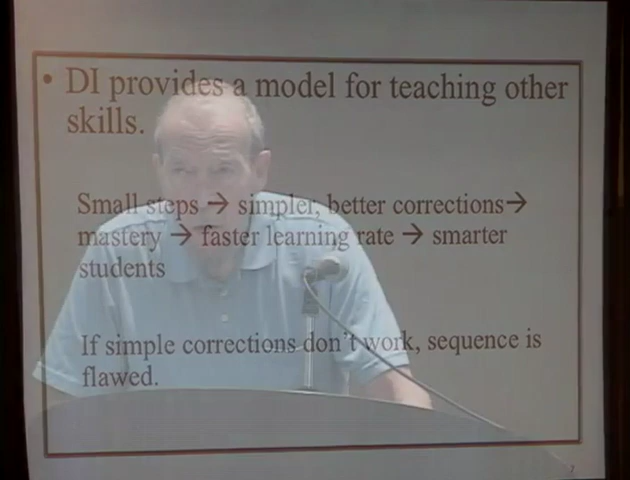 • DI provides a model for teaching other
skills.
Small steps → simpler, better corrections→
mastery → faster learning rate → smarter
students
If simple corrections don't work, sequence is
flawed.